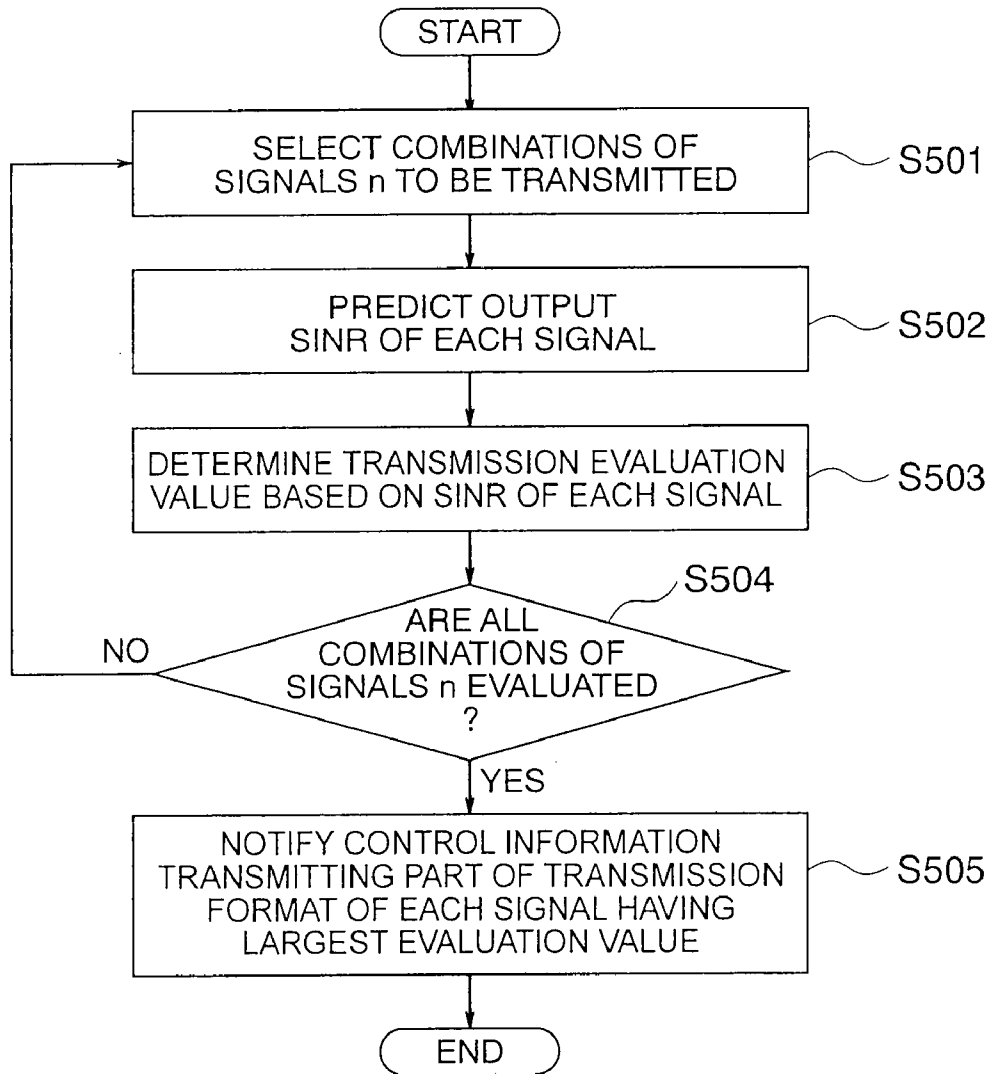 START
SELECT COMBINATIONS OF
SIGNALS n TO BE TRANSMITTED
S501
PREDICT OUTPUT
SINR OF EACH SIGNAL
S502
DETERMINE TRANSMISSION EVALUATION
VALUE BASED ON SINR OF EACH SIGNAL
S503
S504
ARE ALL
COMBINATIONS OF
SIGNALS n EVALUATED
?
NO
YES
NOTIFY CONTROL INFORMATION
TRANSMITTING PART OF TRANSMISSION
FORMAT OF EACH SIGNAL HAVING
LARGEST EVALUATION VALUE
S505
END